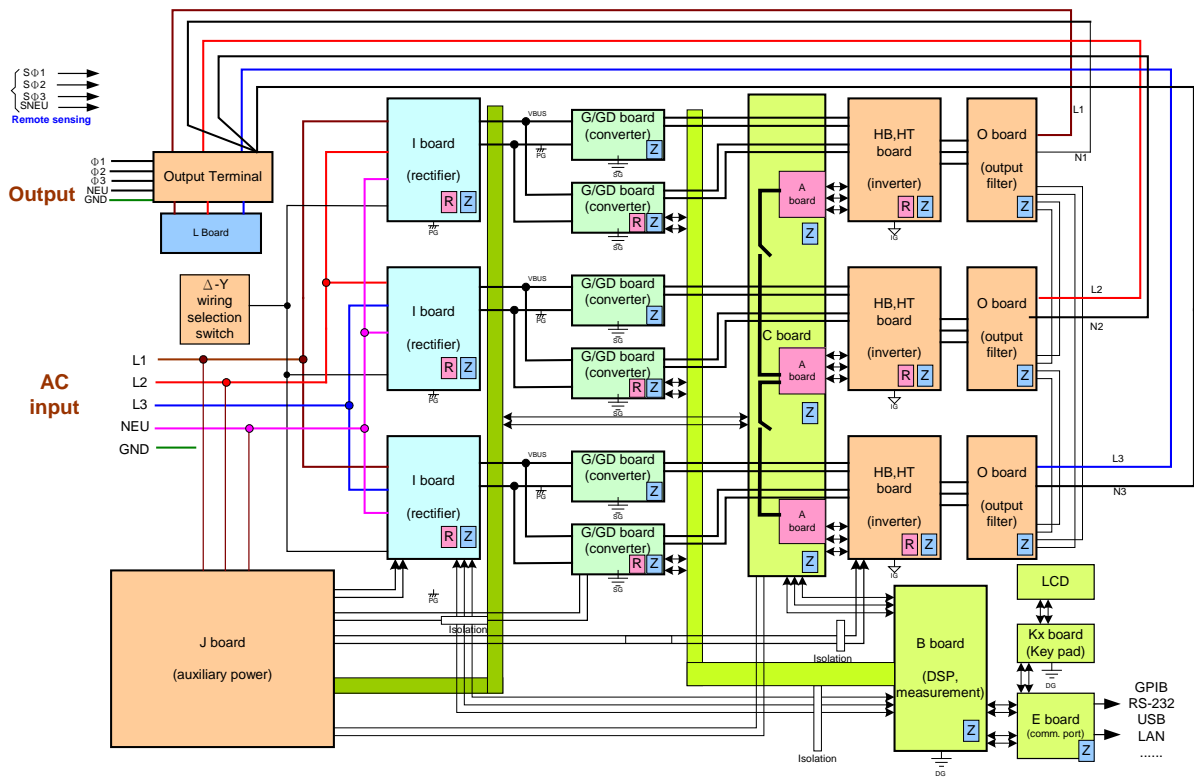 SΦ1
SΦ2
SΦ3
SNEU
Remote sensing
Φ1
Φ2
Φ3
NEU
GND
Output
Output Terminal
L Board
Δ-Y
wiring
selection
switch
AC
input
L1
L2
L3
NEU
GND
I board
(rectifier)
R Z
PG
I board
(rectifier)
R Z
PG
I board
(rectifier)
R Z
PG
VBUS
PG
G/GD board
(converter)
Z
SG
G/GD board
(converter)
R Z
SG
VBUS
PG
G/GD board
(converter)
Z
SG
G/GD board
(converter)
R Z
SG
VBUS
PG
G/GD board
(converter)
Z
SG
G/GD board
(converter)
R Z
C board
A
board
Z
A
board
Z
A
board
Z
HB,HT
board
(inverter)
R Z
IG
HB,HT
board
(inverter)
R Z
IG
HB,HT
board
(inverter)
R Z
IG
O board
(output
filter)
Z
O board
(output
filter)
Z
O board
(output
filter)
Z
L1
N1
L2
N2
L3
N3
J board
(auxiliary power)
Isolation
Isolation
Isolation
B board
(DSP,
measurement)
Z
DG
LCD
Kx board
(Key pad)
DG
E board
(comm. port)
Z
GPIB
RS-232
USB
LAN
......